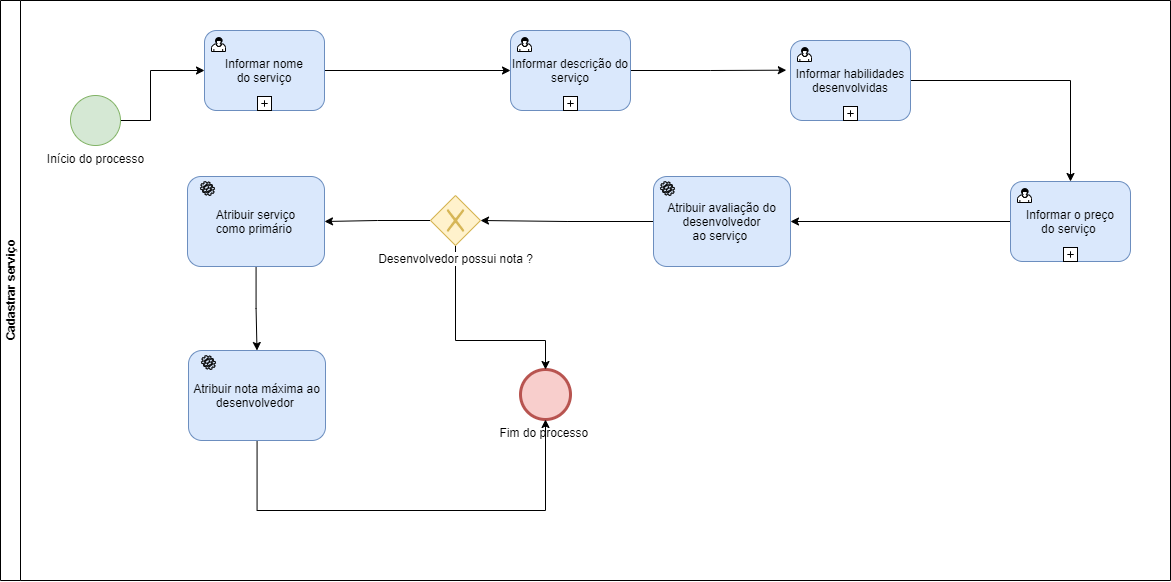 Cadastrar serviço
Início do processo
Informar nome
do serviço
Informar descrição do
serviço
Informar habilidades
desenvolvidas
Informar o preço
do serviço
Atribuir avaliação do
desenvolvedor
ao serviço
Desenvolvedor possui nota ?
Atribuir serviço
como primário
Atribuir nota máxima ao
desenvolvedor
Fim do processo